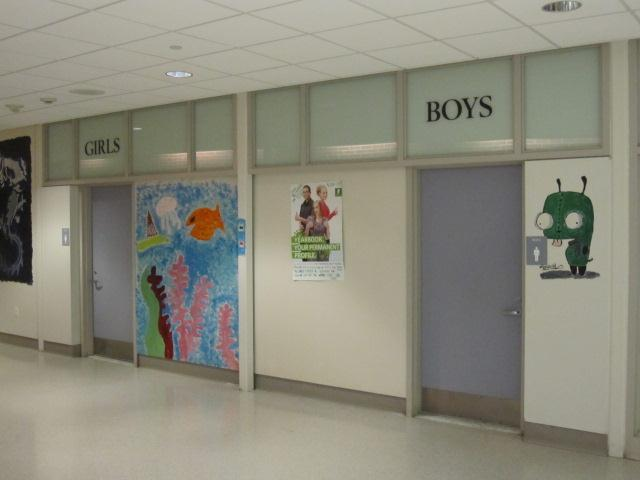 GIRLS
BOYS
YEARBOOK.
YOUR PERMANENT
PROFILE.